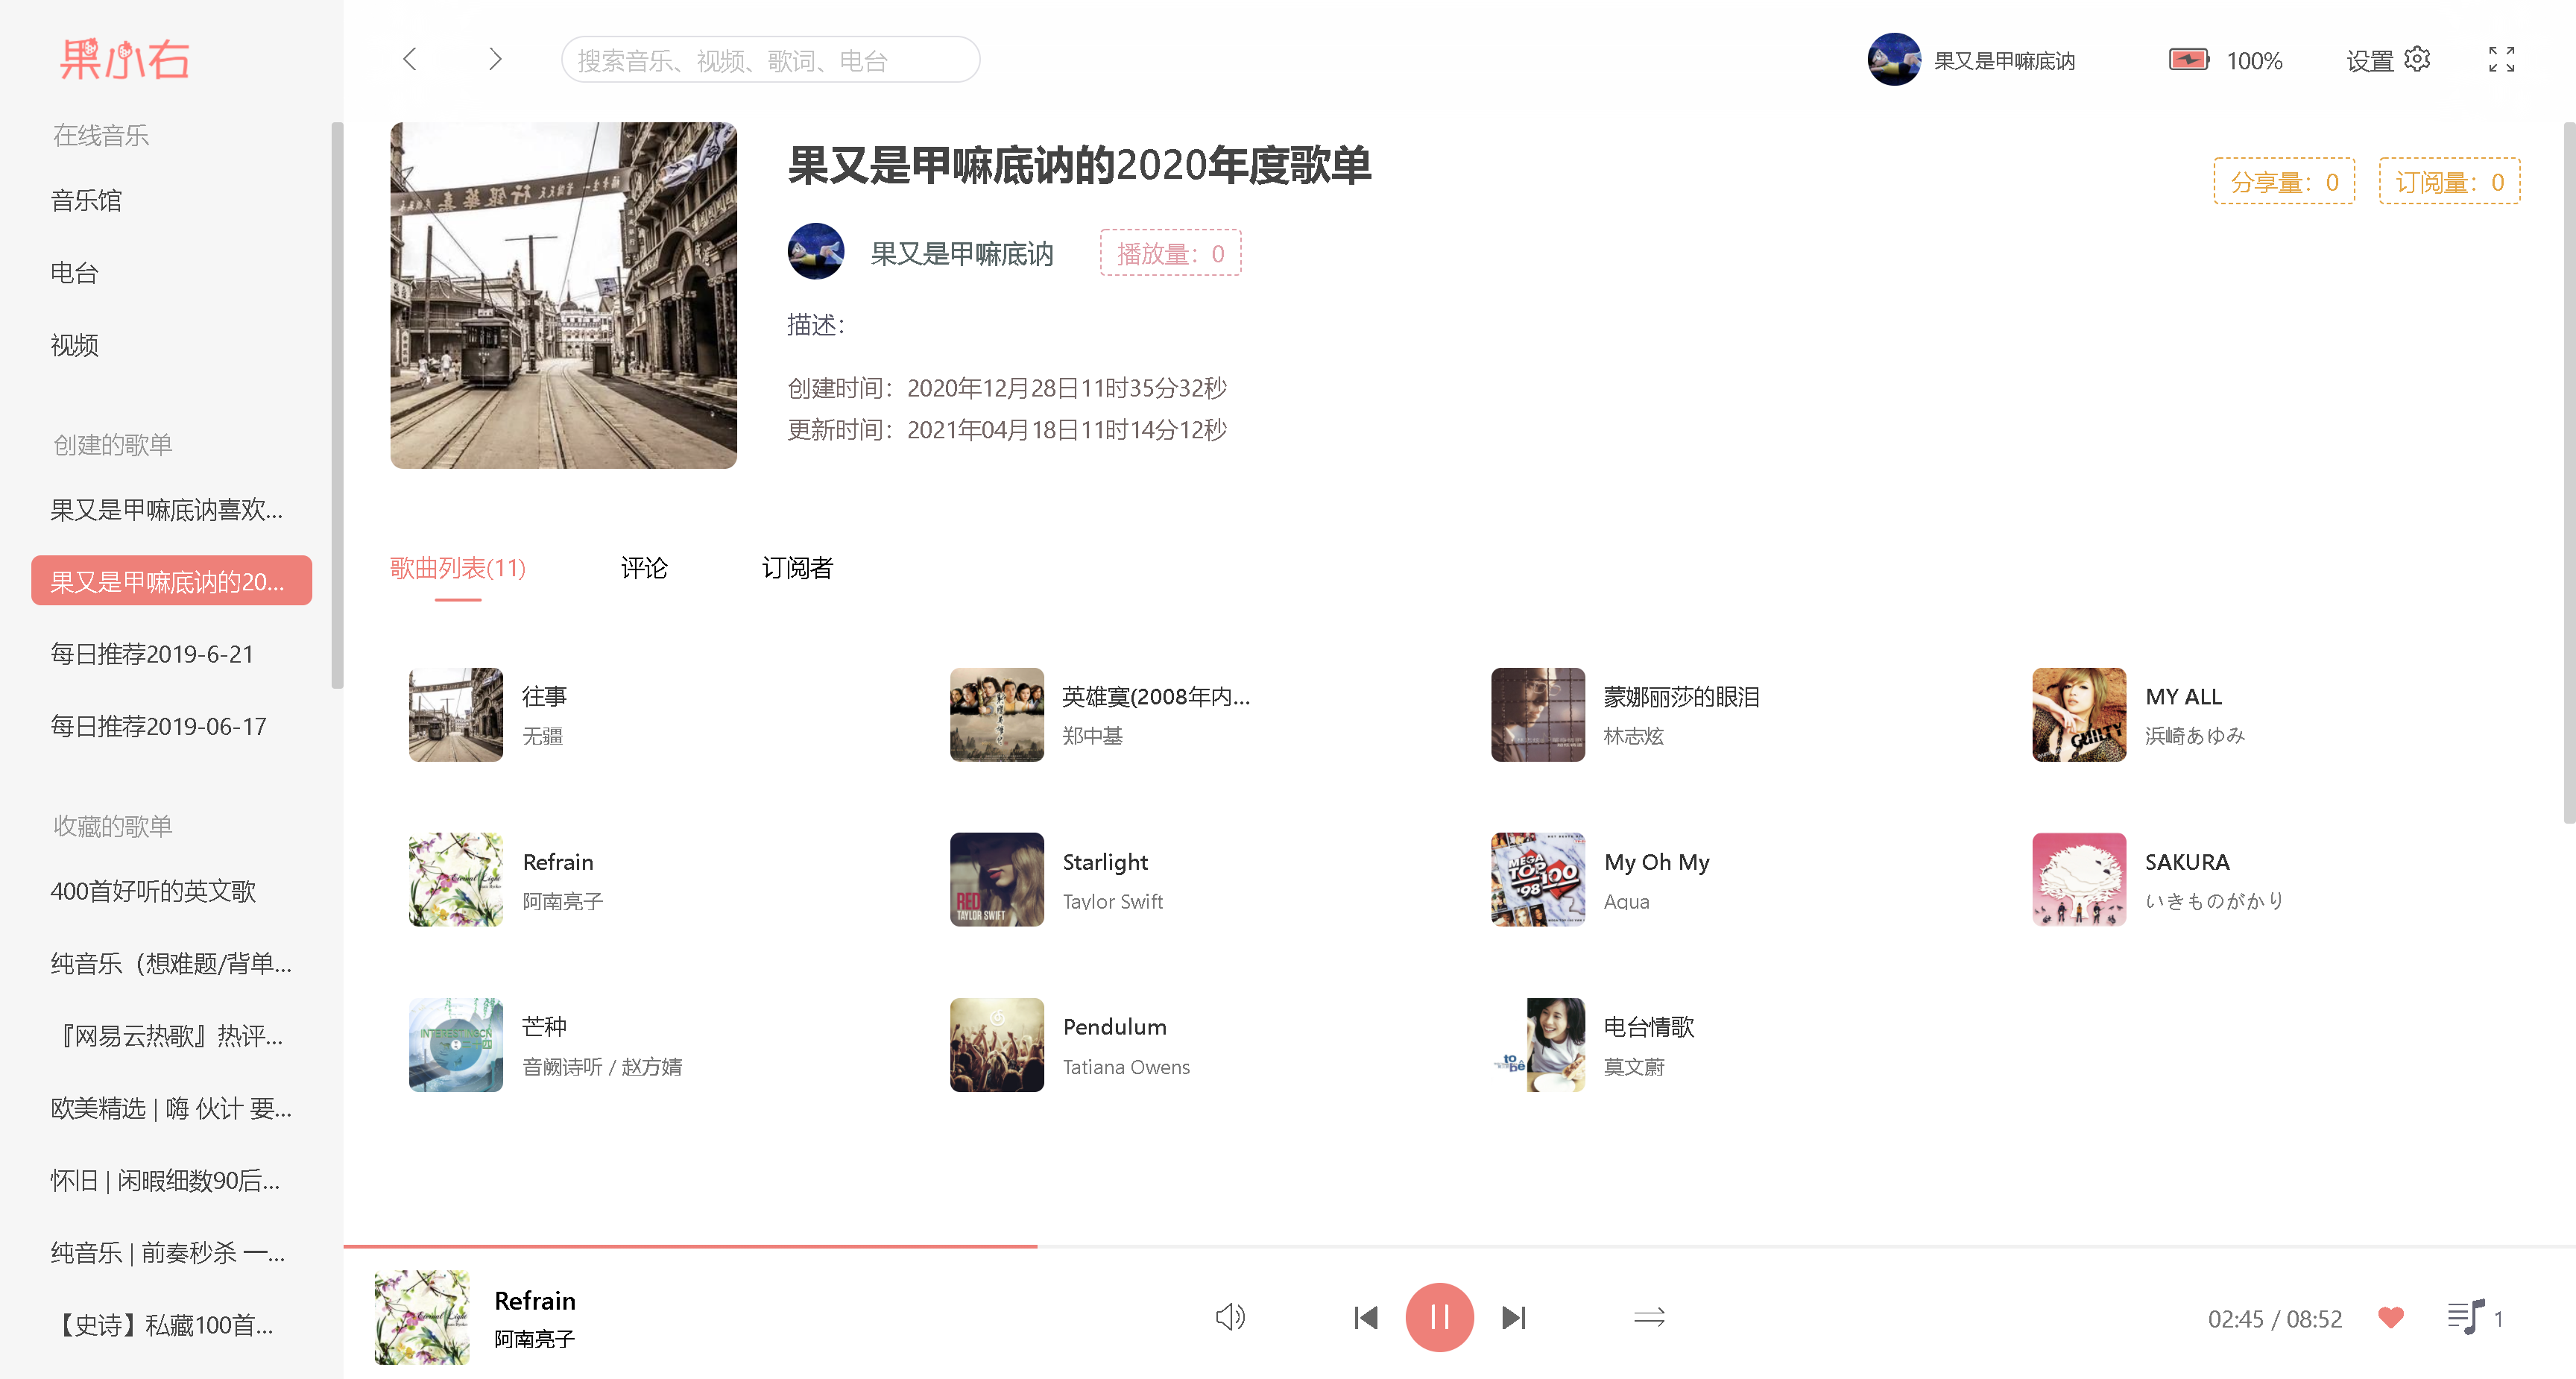 果小右
在线音乐
音乐馆
电台
视频
创建的歌单
果又是甲嘛底讷喜欢...
果又是甲嘛底讷的20...
每日推荐2019-6-21
每日推荐2019-06-17
收藏的歌单
400首好听的英文歌
纯音乐（想难题/背单...
『网易云热歌』热评...
欧美精选 | 嗨 伙计 要...
怀旧 | 闲暇细数90后...
纯音乐 | 前奏秒杀 一...
【史诗】私藏100首...
搜索音乐、视频、歌词、电台
果又是甲嘛底讷
100%
设置
果又是甲嘛底讷的2020年度歌单
分享量：0
订阅量：0
果又是甲嘛底讷
播放量：0
描述：
创建时间：2020年12月28日11时35分32秒
更新时间：2021年04月18日11时14分12秒
歌曲列表(11)
评论
订阅者
往事
无疆
英雄寞(2008年内...
郑中基
蒙娜丽莎的眼泪
林志炫
GUILTY
MY ALL
浜崎あゆみ
Eternal Light
Refrain
阿南亮子
RED
TAYLOR SWIFT
Starlight
Taylor Swift
MEGA
TOP
100
'98
My Oh My
Aqua
SAKURA
いきものがかり
芒种
音阙诗听 / 赵方婧
Pendulum
Tatiana Owens
to
be
电台情歌
莫文蔚
Refrain
阿南亮子
02:45 / 08:52
1